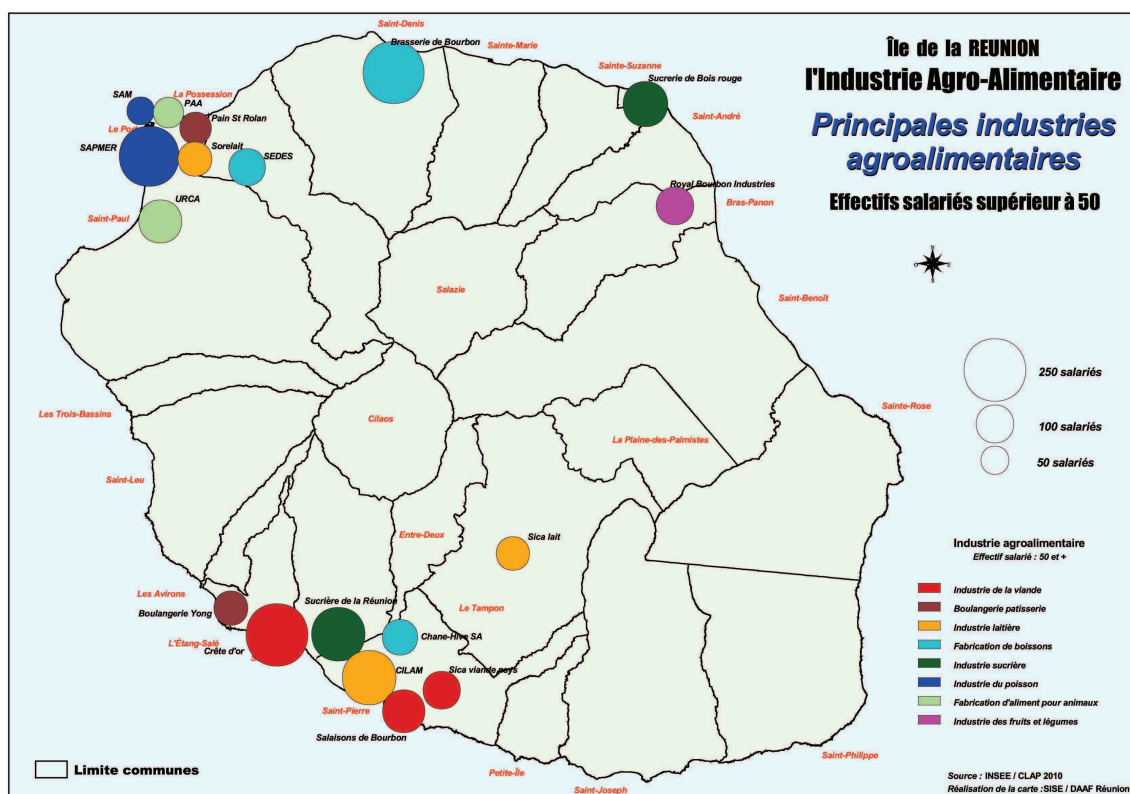 Île de la REUNION
l'Industrie Agro-Alimentaire
Principales industries
agroalimentaires
Effectifs salariés supérieur à 50
Saint-Denis
Brasserie de Bourbon
Sainte-Marie
Sainte-Suzanne
Sucrerie de Bois rouge
Saint-André
SAM
La Possession
PAA
Pain St Rolan
Le Port
SAPMER
Sorelait
SEDES
URCA
Saint-Paul
Royal Bourbon Industries
Bras-Panon
N
O
E
S
Salazie
Saint-Benoît
250 salariés
100 salariés
50 salariés
Les Trois-Bassins
Cilaos
La Plaine-des-Palmistes
Sainte-Rose
Saint-Leu
Entre-Deux
Sica lait
Les Avirons
Boulangerie Yong
Sucrière de la Réunion
Le Tampon
L'Étang-Salé
Crête d'or
Chane-Hive SA
CILAM
Sica viande pays
Saint-Pierre
Salaisons de Bourbon
Petite-Île
Saint-Joseph
Saint-Philippe
Industrie agroalimentaire
Effectif salarié : 50 et +
Industrie de la viande
Boulangerie patisserie
Industrie laitière
Fabrication de boissons
Industrie sucrière
Industrie du poisson
Fabrication d'aliment pour animaux
Industrie des fruits et légumes
Limite communes
Source : INSEE / CLAP 2010
Réalisation de la carte :SISE / DAAF Réunion